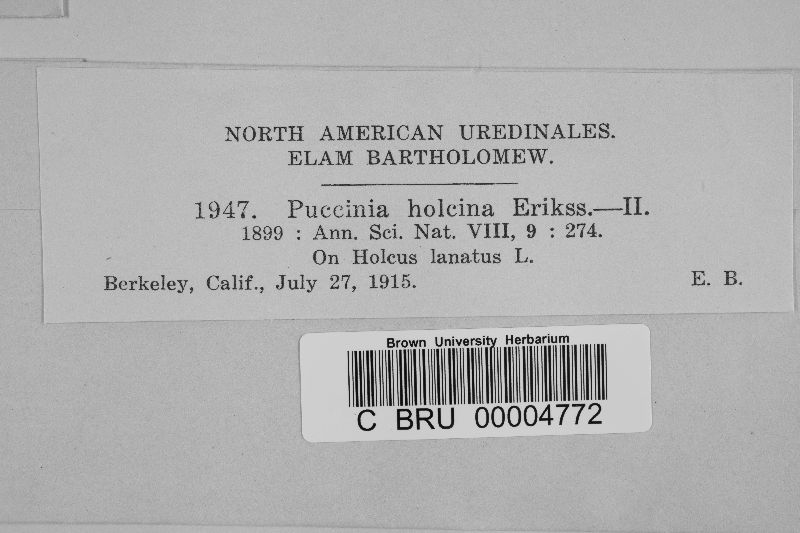 NORTH AMERICAN UREDINALES.
ELAM BARTHOLOMEW.
1947. Puccinia holcina Erikss.—II.
1899 : Ann. Sci. Nat. VIII, 9 : 274.
On Holcus lanatus L.
Berkeley, Calif., July 27, 1915. E. B.
Brown University Herbarium
C BRU 00004772